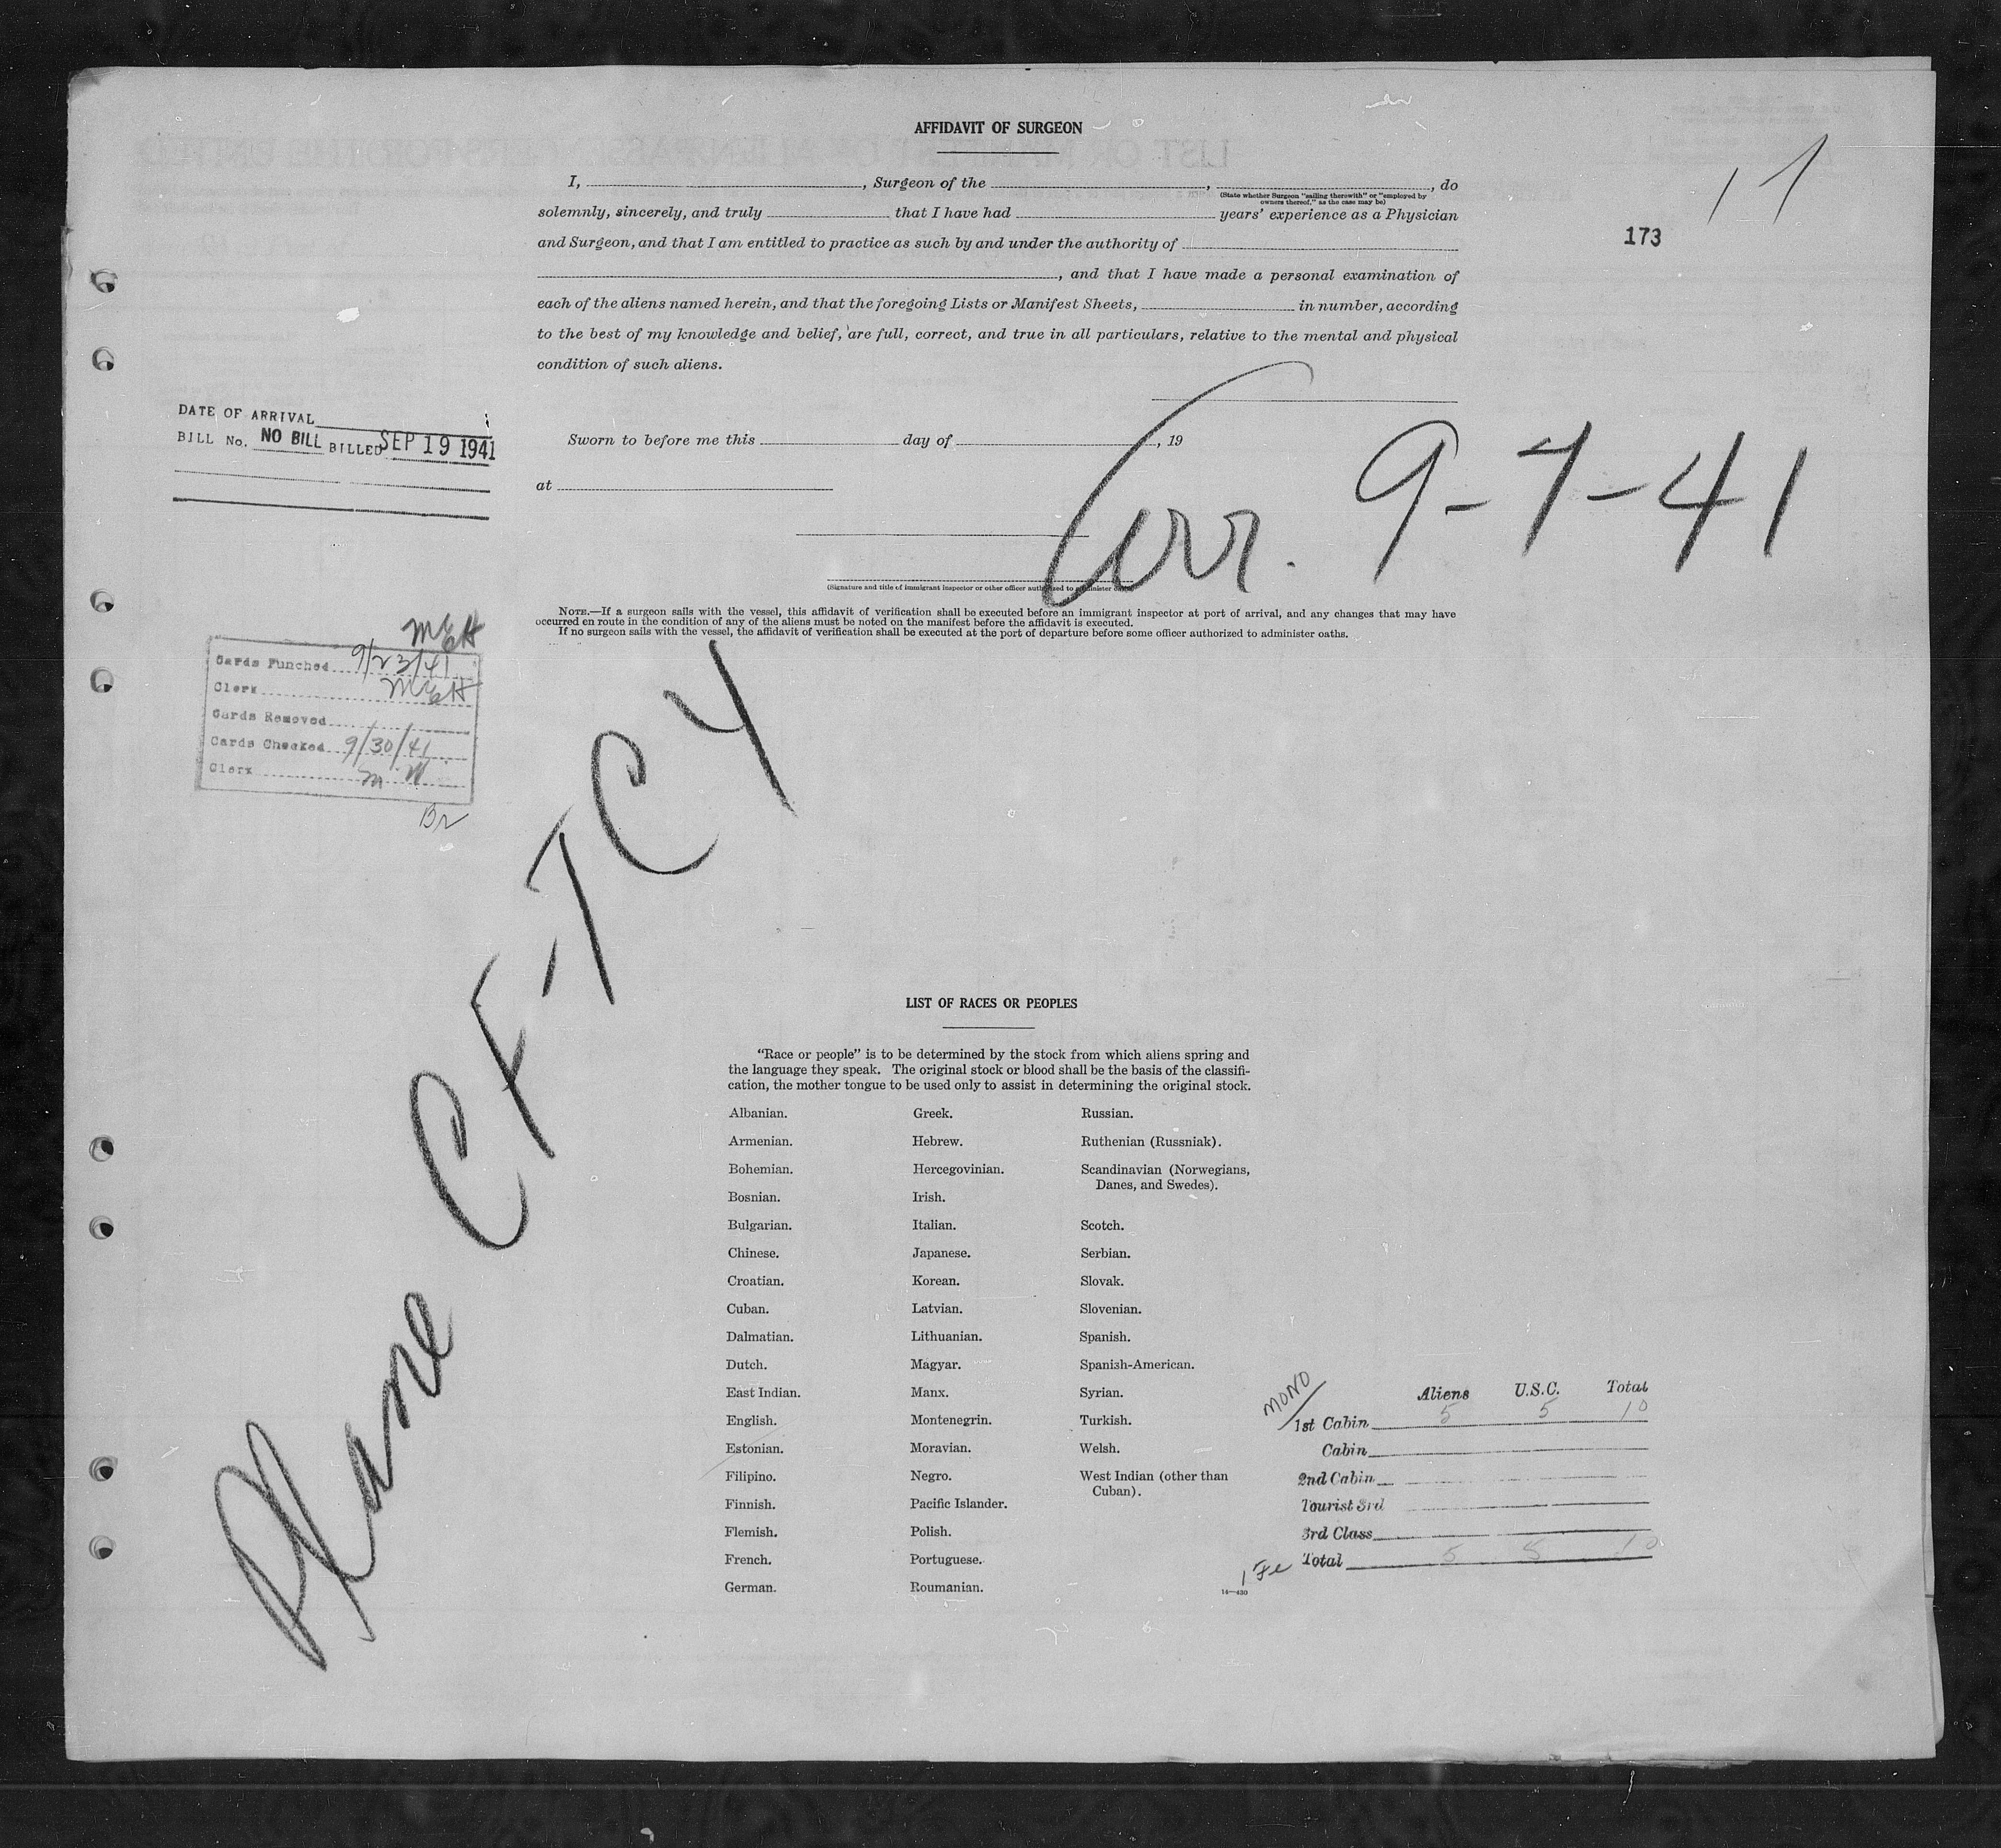 AFFIDAVIT OF SURGEON
I, , Surgeon of the , , do
(State whether Surgeon "sailing therewith" or "employed by
owners thereof," as the case may be)
solemnly, sincerely, and truly that I have had years' experience as a Physician
and Surgeon, and that I am entitled to practice as such by and under the authority of
, and that I have made a personal examination of
each of the aliens named herein, and that the foregoing Lists or Manifest Sheets, in number, according
to the best of my knowledge and belief, are full, correct, and true in all particulars, relative to the mental and physical
condition of such aliens.
173
DATE OF ARRIVAL
BILL No. NO BILL BILLED SEP 19 1941
Sworn to before me this day of , 19
at
Arr. 9-7-41
(Signature and title of immigrant inspector or other officer authorized to administer oaths)
NOTE.—If a surgeon sails with the vessel, this affidavit of verification shall be executed before an immigrant inspector at port of arrival, and any changes that may have
occurred en route in the condition of any of the aliens must be noted on the manifest before the affidavit is executed.
If no surgeon sails with the vessel, the affidavit of verification shall be executed at the port of departure before some officer authorized to administer oaths.
Cards Punched 9/23/41
Clerk
Cards Removed
Cards Checked 9/30/41
Clerk
Plane CF-TCY
LIST OF RACES OR PEOPLES
"Race or people" is to be determined by the stock from which aliens spring and
the language they speak. The original stock or blood shall be the basis of the classifi-
cation, the mother tongue to be used only to assist in determining the original stock.
Albanian. Greek. Russian.
Armenian. Hebrew. Ruthenian (Russniak).
Bohemian. Hercegovinian. Scandinavian (Norwegians,
Danes, and Swedes).
Bosnian. Irish.
Bulgarian. Italian. Scotch.
Chinese. Japanese. Serbian.
Croatian. Korean. Slovak.
Cuban. Latvian. Slovenian.
Dalmatian. Lithuanian. Spanish.
Dutch. Magyar. Spanish-American.
East Indian. Manx. Syrian.
English. Montenegrin. Turkish.
Estonian. Moravian. Welsh.
Filipino. Negro. West Indian (other than
Cuban).
Finnish. Pacific Islander.
Flemish. Polish.
French. Portuguese.
German. Roumanian.
14—430
MONO
Aliens U.S.C. Total
1st Cabin 5 5 10
Cabin
2nd Cabin
Tourist 3rd
3rd Class
Total 5 5 10